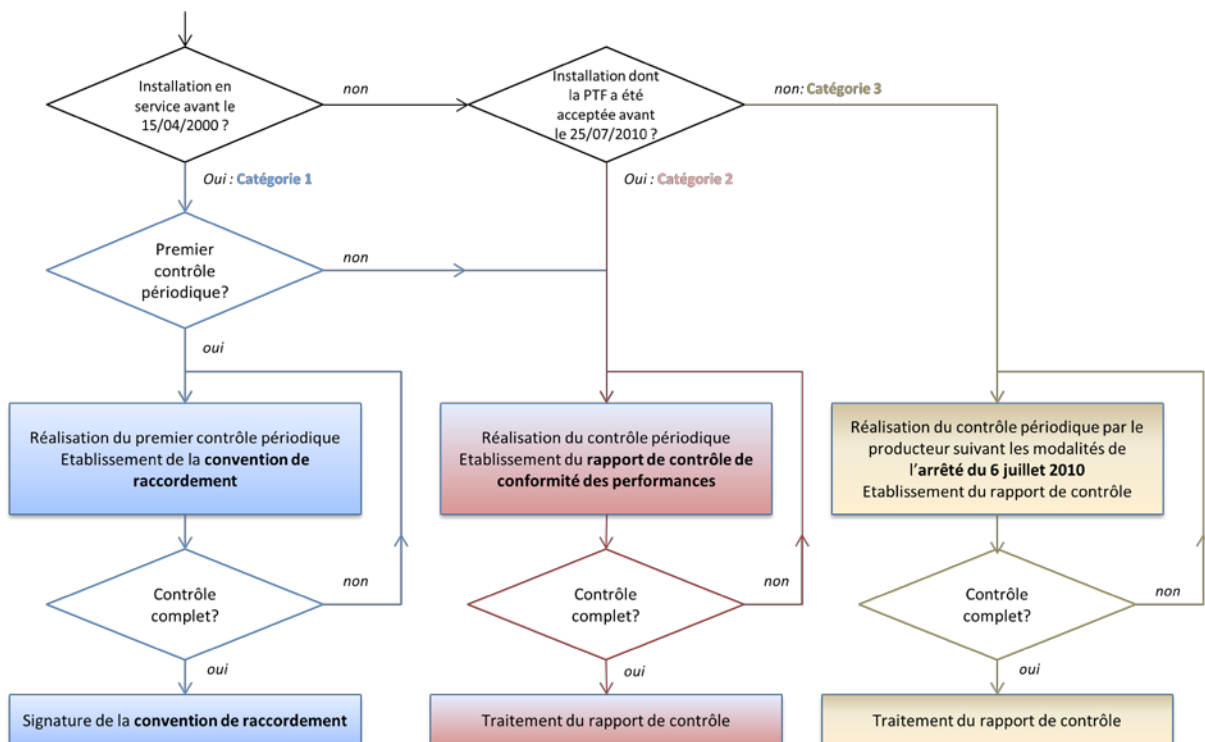 Installation en
service avant le
15/04/2000 ?
non
Installation dont
la PTF a été
acceptée avant
le 25/07/2010 ?
non: Catégorie 3
Oui : Catégorie 1
Oui : Catégorie 2
Premier
contrôle
périodique?
non
oui
Réalisation du premier contrôle périodique
Etablissement de la convention de
raccordement
Réalisation du contrôle périodique
Etablissement du rapport de contrôle de
conformité des performances
Réalisation du contrôle périodique par le
producteur suivant les modalités de
l'arrêté du 6 juillet 2010
Etablissement du rapport de contrôle
Contrôle
complet?
non
Contrôle
complet?
non
Contrôle
complet?
non
oui
oui
oui
Signature de la convention de raccordement
Traitement du rapport de contrôle
Traitement du rapport de contrôle